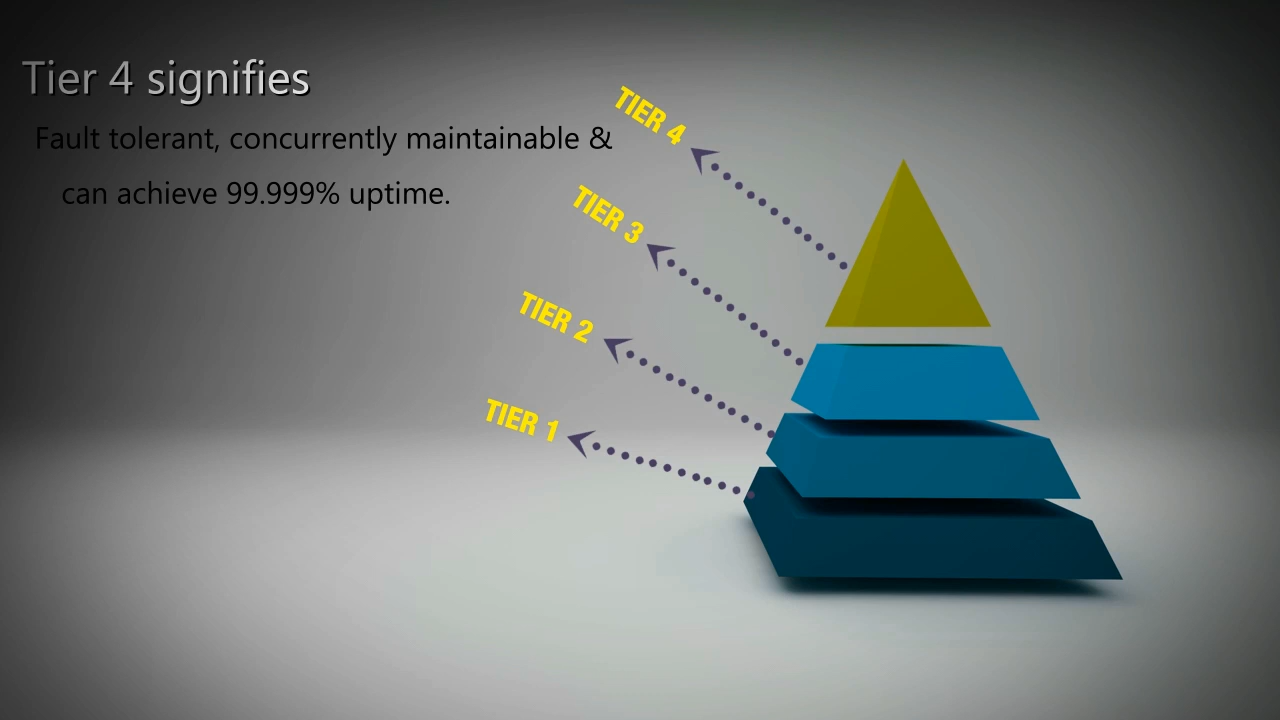 Tier 4 signifies
Fault tolerant, concurrently maintainable &
can achieve 99.999% uptime.
TIER 4
TIER 3
TIER 2
TIER 1